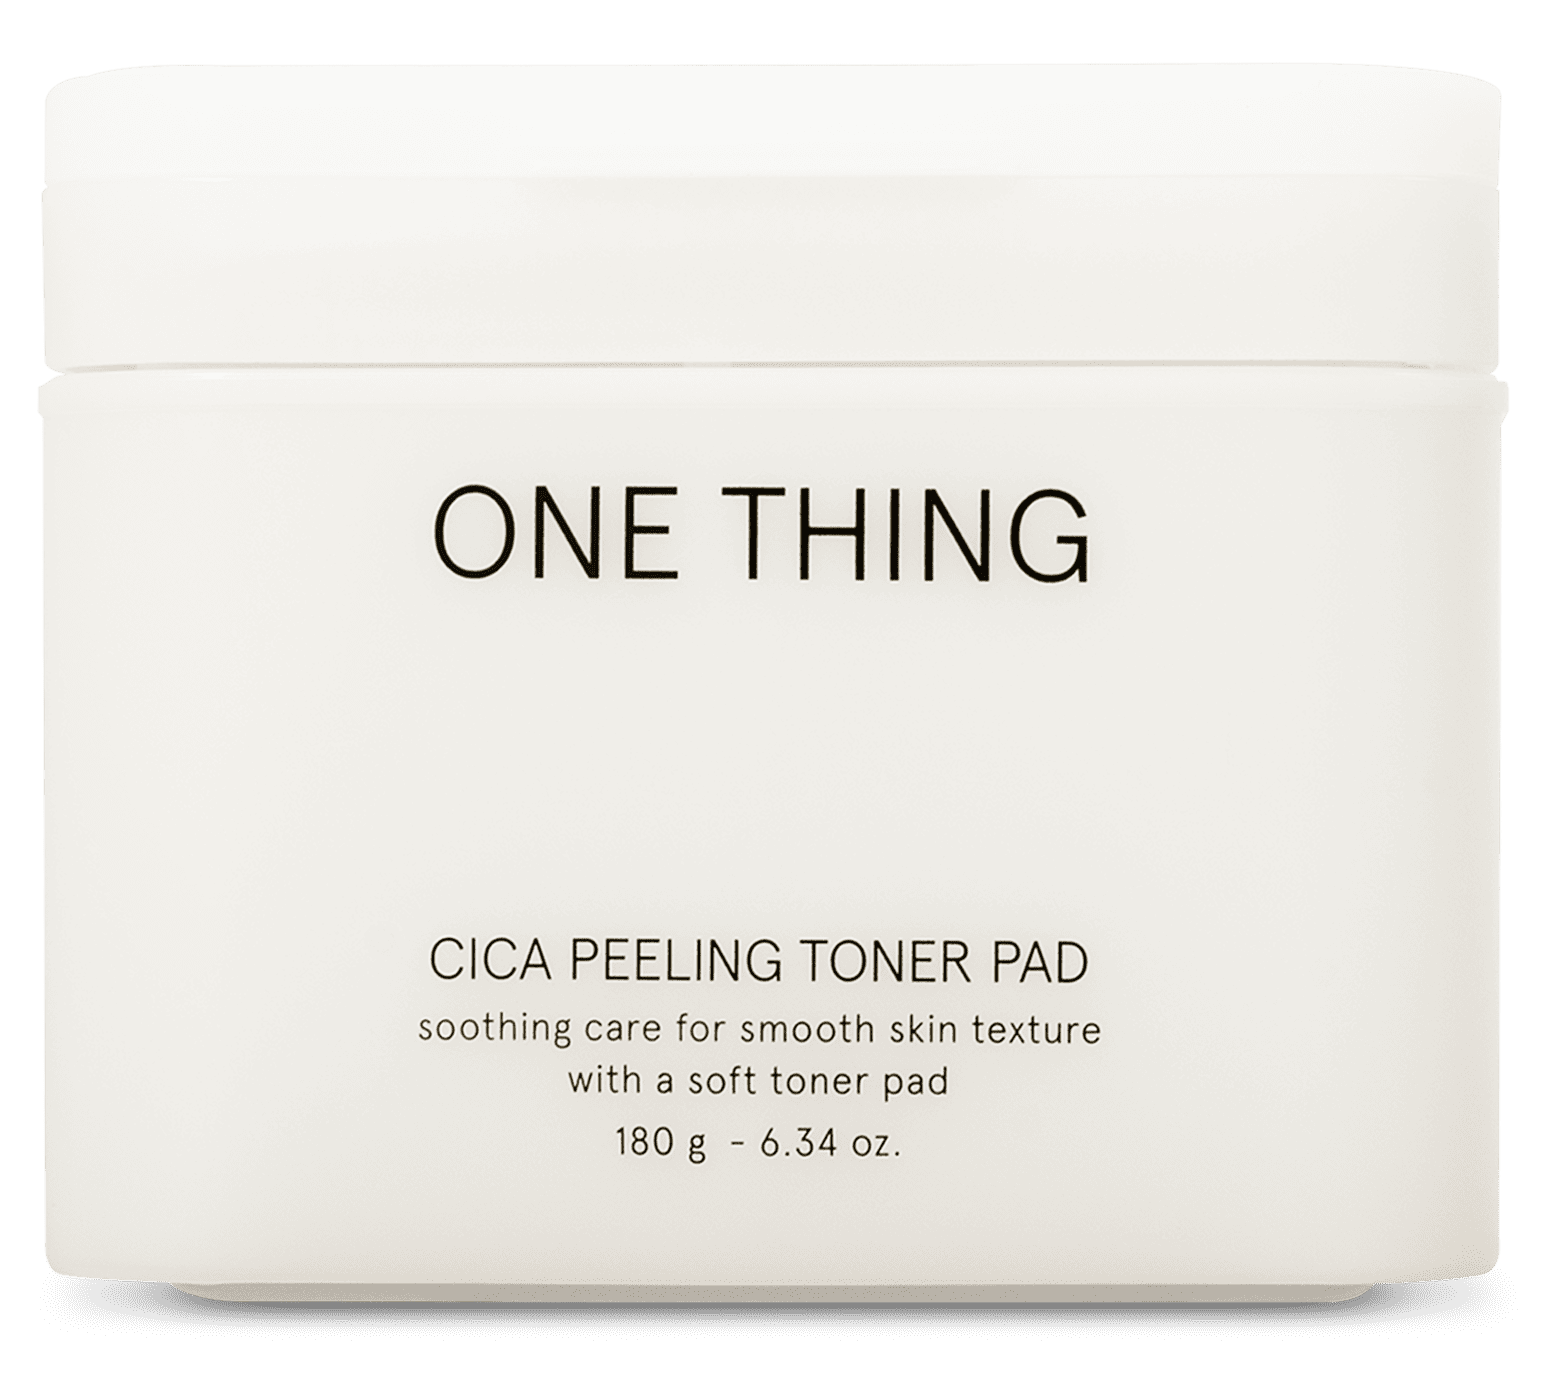 ONE THING
CICA PEELING TONER PAD
soothing care for smooth skin texture
with a soft toner pad
180 g - 6.34 oz.